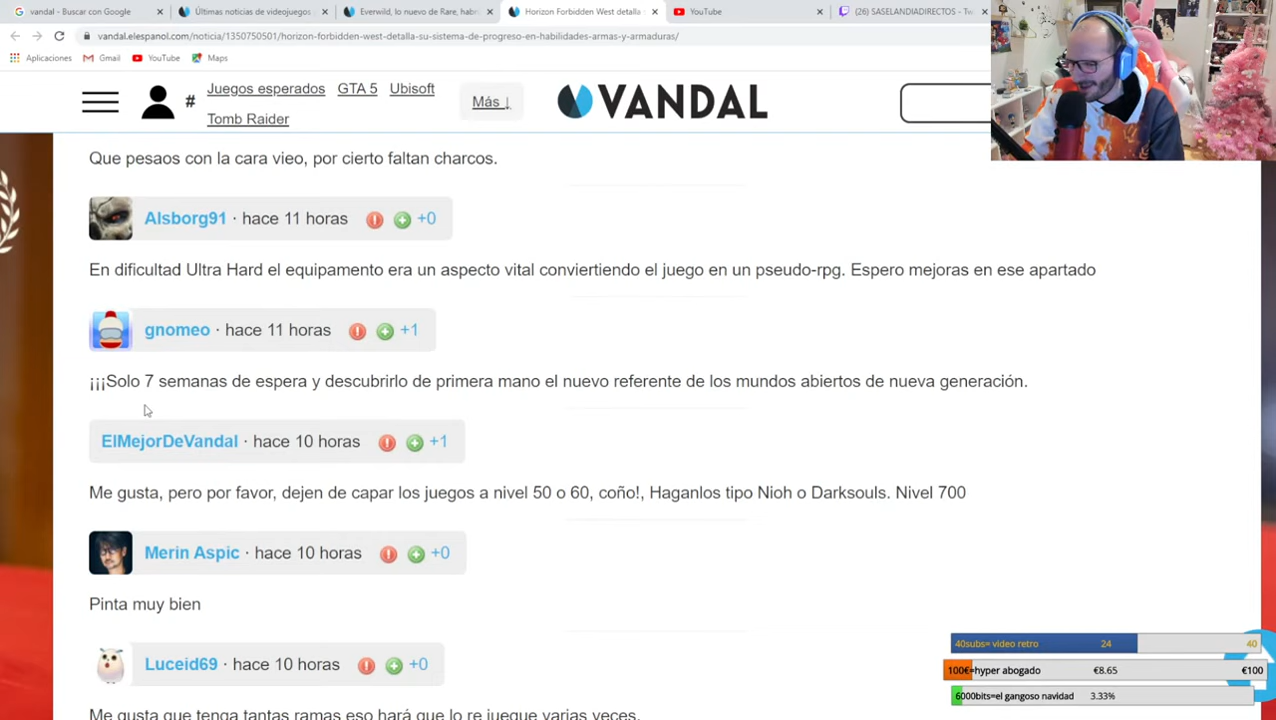 vandal - Buscar con Google
Últimas noticias de videojuegos
Everwild, lo nuevo de Rare, habr
Horizon Forbidden West detalla
YouTube
(26) SASELANDIADIRECTOS - Tw
vandal.elespanol.com/noticia/1350750501/horizon-forbidden-west-detalla-su-sistema-de-progreso-en-habilidades-armas-y-armaduras/
Aplicaciones
Gmail
YouTube
Maps
# Juegos esperados GTA 5 Ubisoft
Tomb Raider
Más ↓
VANDAL
Que pesaos con la cara vieo, por cierto faltan charcos.
Alsborg91 · hace 11 horas +0
En dificultad Ultra Hard el equipamento era un aspecto vital conviertiendo el juego en un pseudo-rpg. Espero mejoras en ese apartado
gnomeo · hace 11 horas +1
¡¡¡Solo 7 semanas de espera y descubrirlo de primera mano el nuevo referente de los mundos abiertos de nueva generación.
ElMejorDeVandal · hace 10 horas +1
Me gusta, pero por favor, dejen de capar los juegos a nivel 50 o 60, coño!, Haganlos tipo Nioh o Darksouls. Nivel 700
Merin Aspic · hace 10 horas +0
Pinta muy bien
Luceid69 · hace 10 horas +0
Me gusta que tenga tantas ramas eso hará que lo re juegue varias veces.
40subs= video retro 24 40
100€=hyper abogado €8.65 €100
6000bits=el gangoso navidad 3.33%